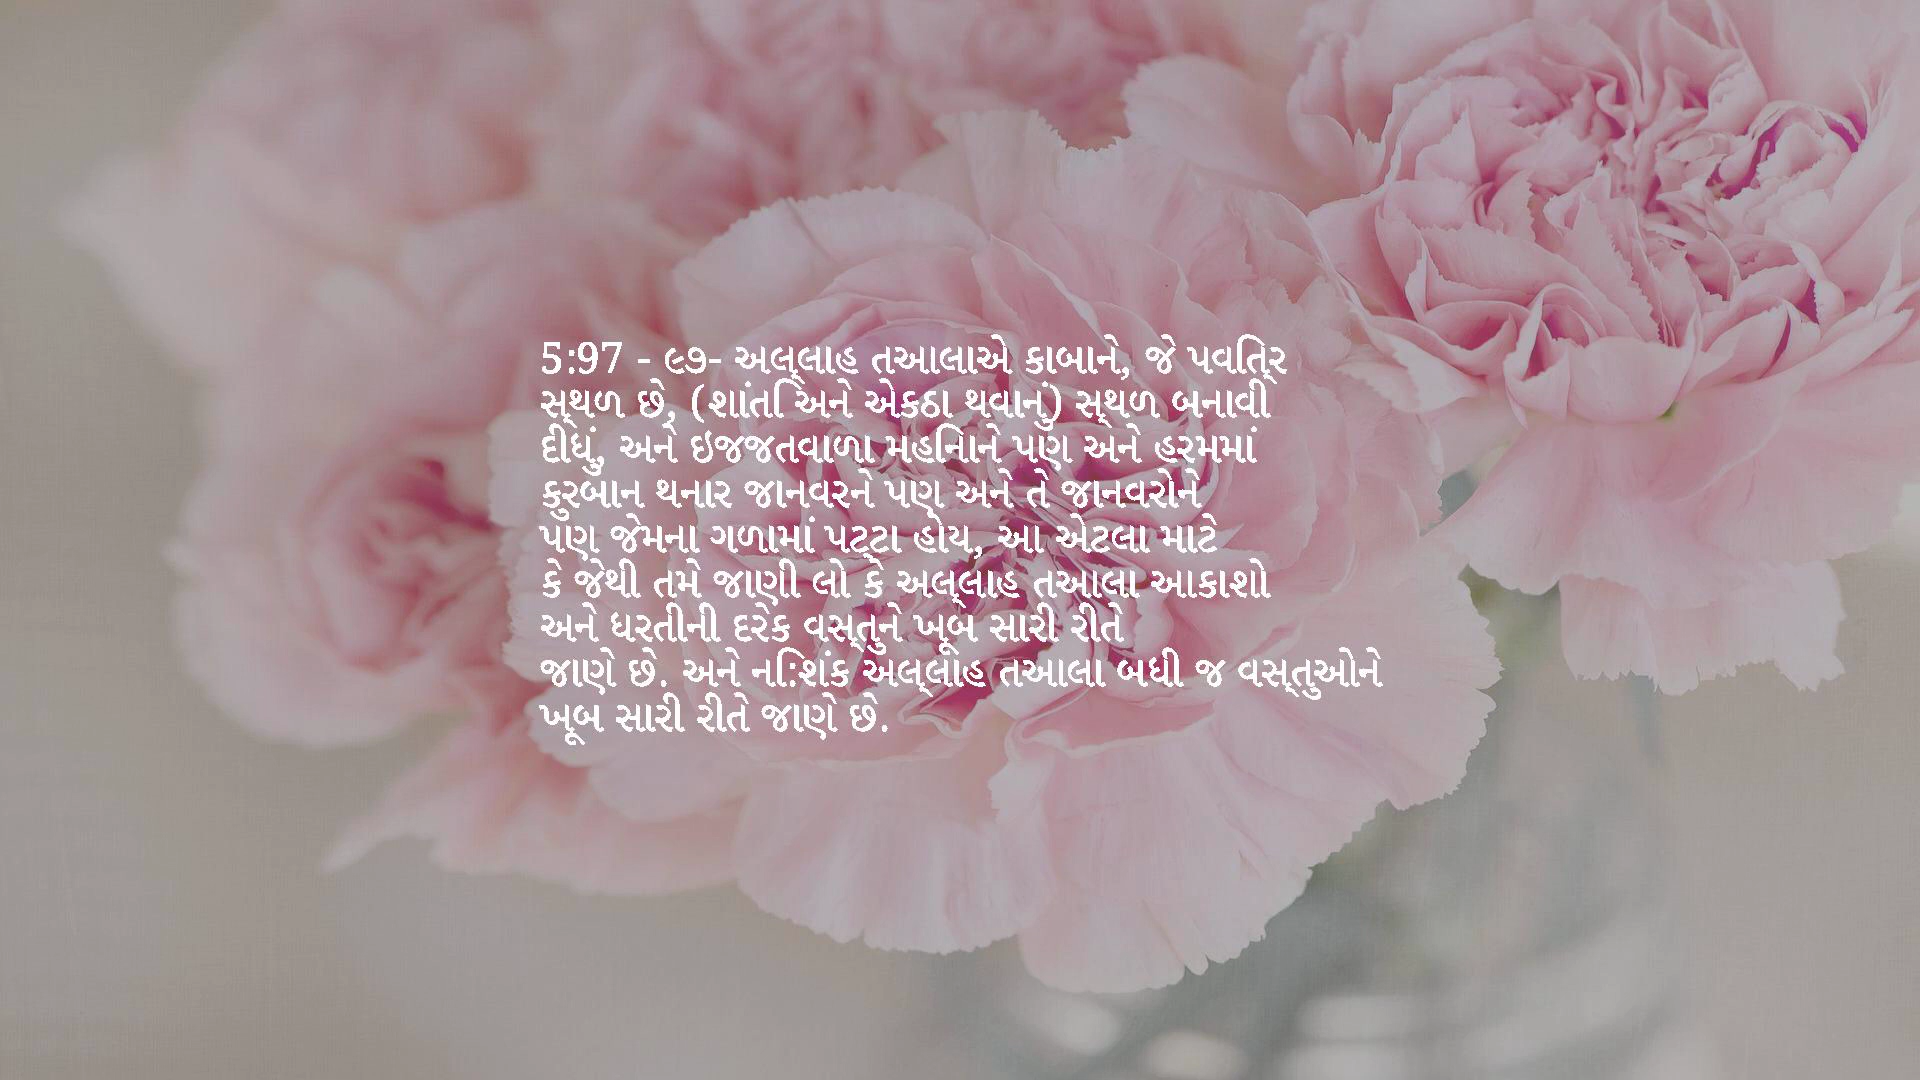 5:97 - ૯૭- અલ્લાહ તઆલાએ કાબાને, જે પવિત્ર
સ્થળ છે, (શાંતિ અને એકઠા થવાનું) સ્થળ બનાવી
દીધું, અને ઇજજતવાળા મહિનાને પણ અને હરમમાં
કુરબાન થનાર જાનવરને પણ અને તે જાનવરોને
પણ જેમના ગળામાં પટ્ટા હોય, આ એટલા માટે
કે જેથી તમે જાણી લો કે અલ્લાહ તઆલા આકાશો
અને ધરતીની દરેક વસ્તુને ખૂબ સારી રીતે
જાણે છે. અને નિ:શંક અલ્લાહ તઆલા બધી જ વસ્તુઓને
ખૂબ સારી રીતે જાણે છે.